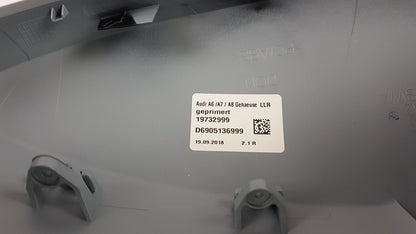 Audi A6 /A7 / A8 Gehaeuse LLR
geprimert
19732999
D6905136999
19.09.2018 2.1 R